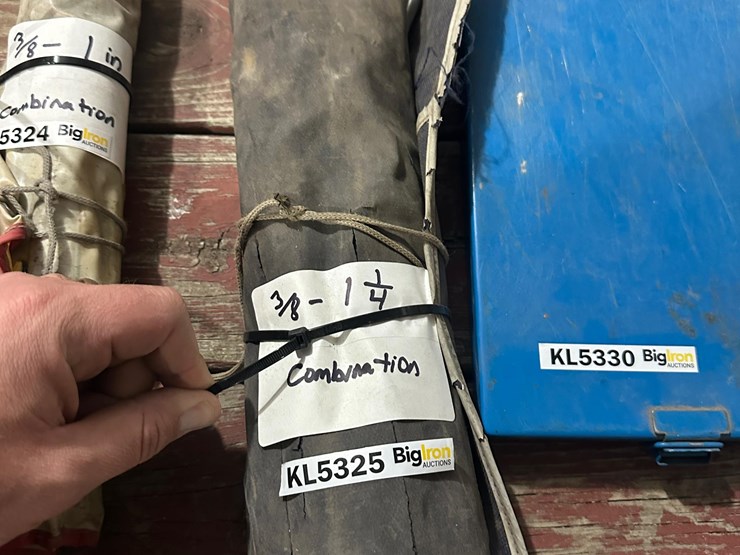 3/8 - 1 in
Combination
5324 BigIron
AUCTIONS
3/8 - 1 1/4
Combination
KL5325 BigIron
AUCTIONS
KL5330 BigIron
AUCTIONS